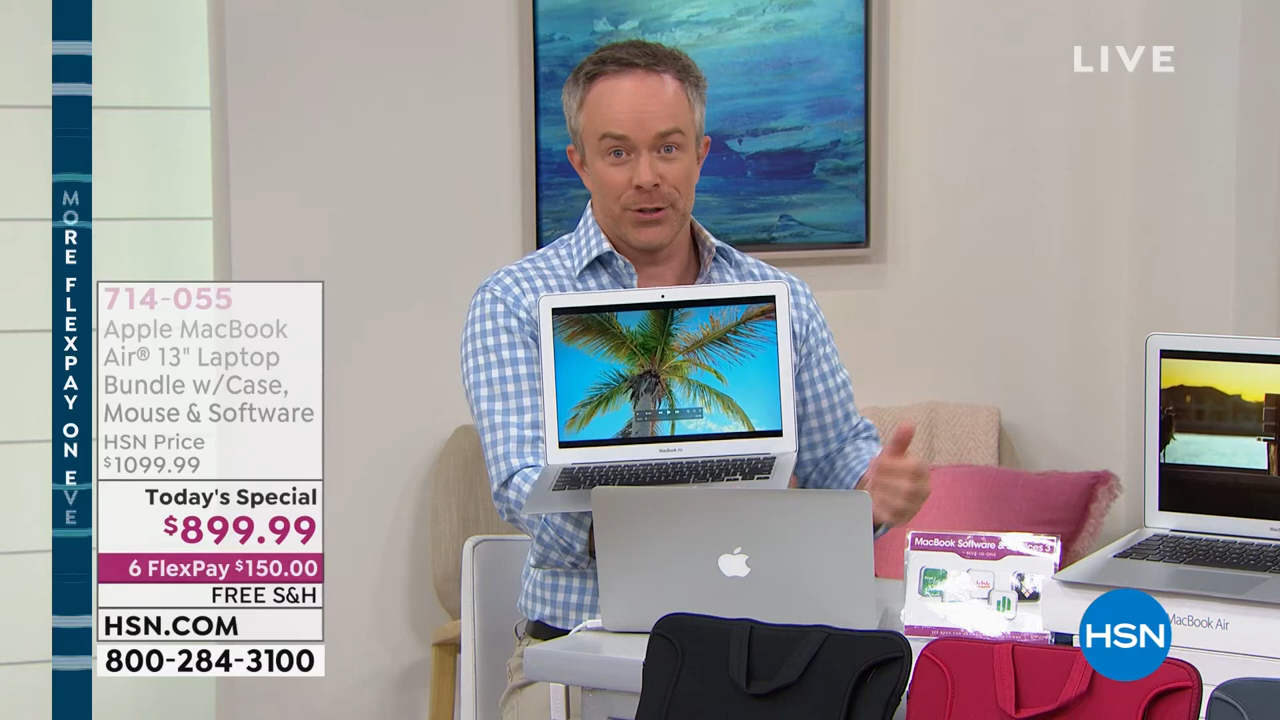 LIVE
MORE FLEXPAY ON EVE
714-055
Apple MacBook
Air® 13" Laptop
Bundle w/Case,
Mouse & Software
HSN Price
$1099.99
Today's Special
$899.99
6 FlexPay $150.00
FREE S&H
HSN.COM
800-284-3100
MacBook Air
MacBook Software &
MacBook Air
HSN